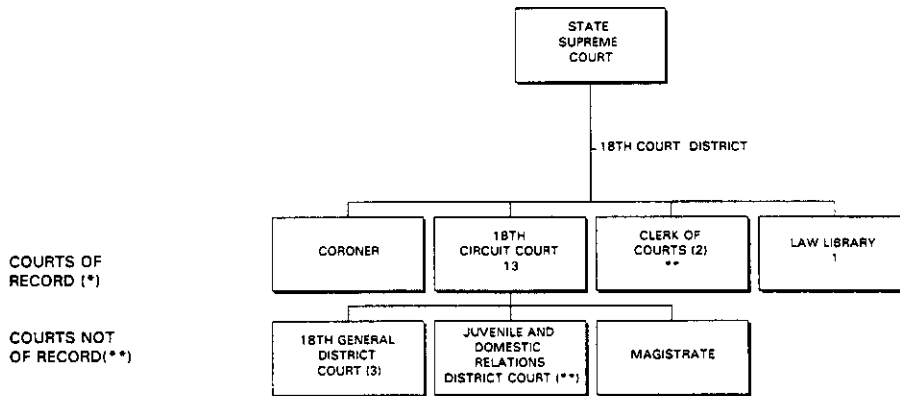 STATE
SUPREME
COURT
18TH COURT DISTRICT
COURTS OF
RECORD (*)
CORONER
18TH
CIRCUIT COURT
13
CLERK OF
COURTS (2)
**
LAW LIBRARY
1
COURTS NOT
OF RECORD(**)
18TH GENERAL
DISTRICT
COURT (3)
JUVENILE AND
DOMESTIC
RELATIONS
DISTRICT COURT (**)
MAGISTRATE